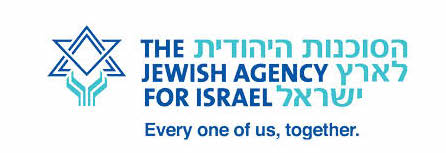 THE הסוכנות היהודית
JEWISH AGENCY לארץ
FOR ISRAEL ישראל
Every one of us, together.